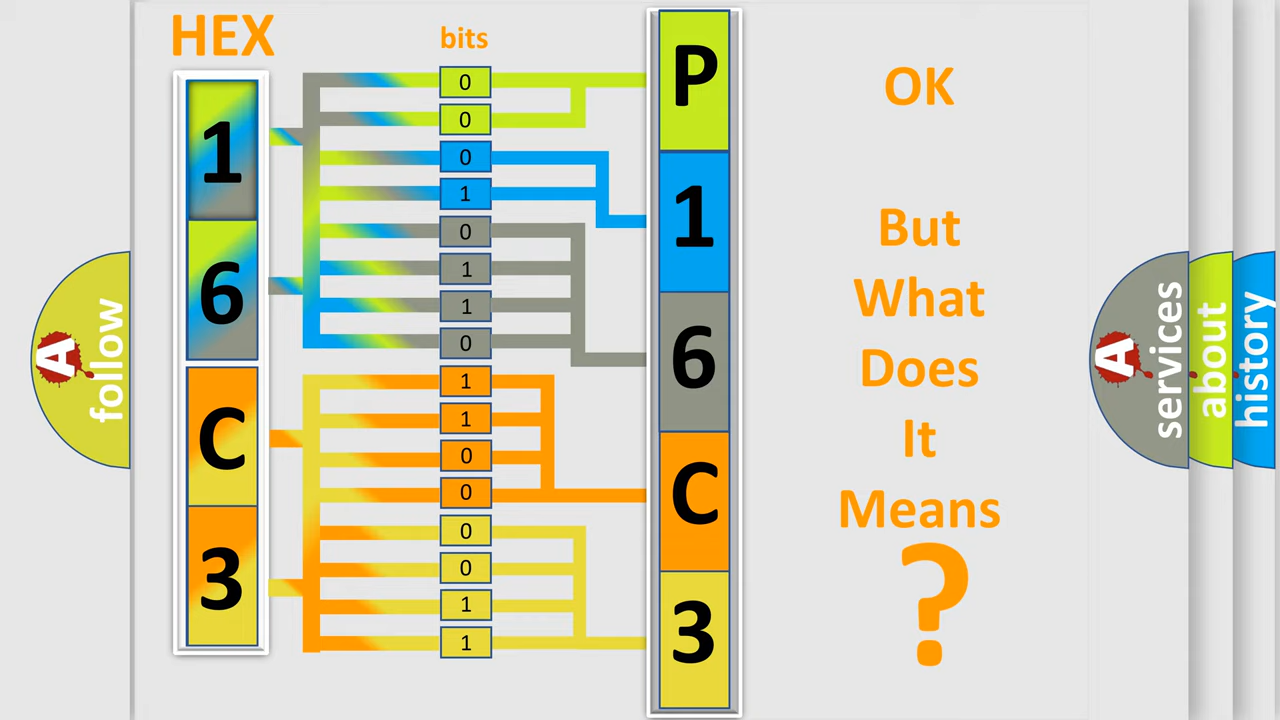 HEX
bits
1
6
C
3
0
0
0
1
0
1
1
0
1
1
0
0
0
0
1
1
P
1
6
C
3
OK
But
What
Does
It
Means
?
A
follow
A
services
about
history